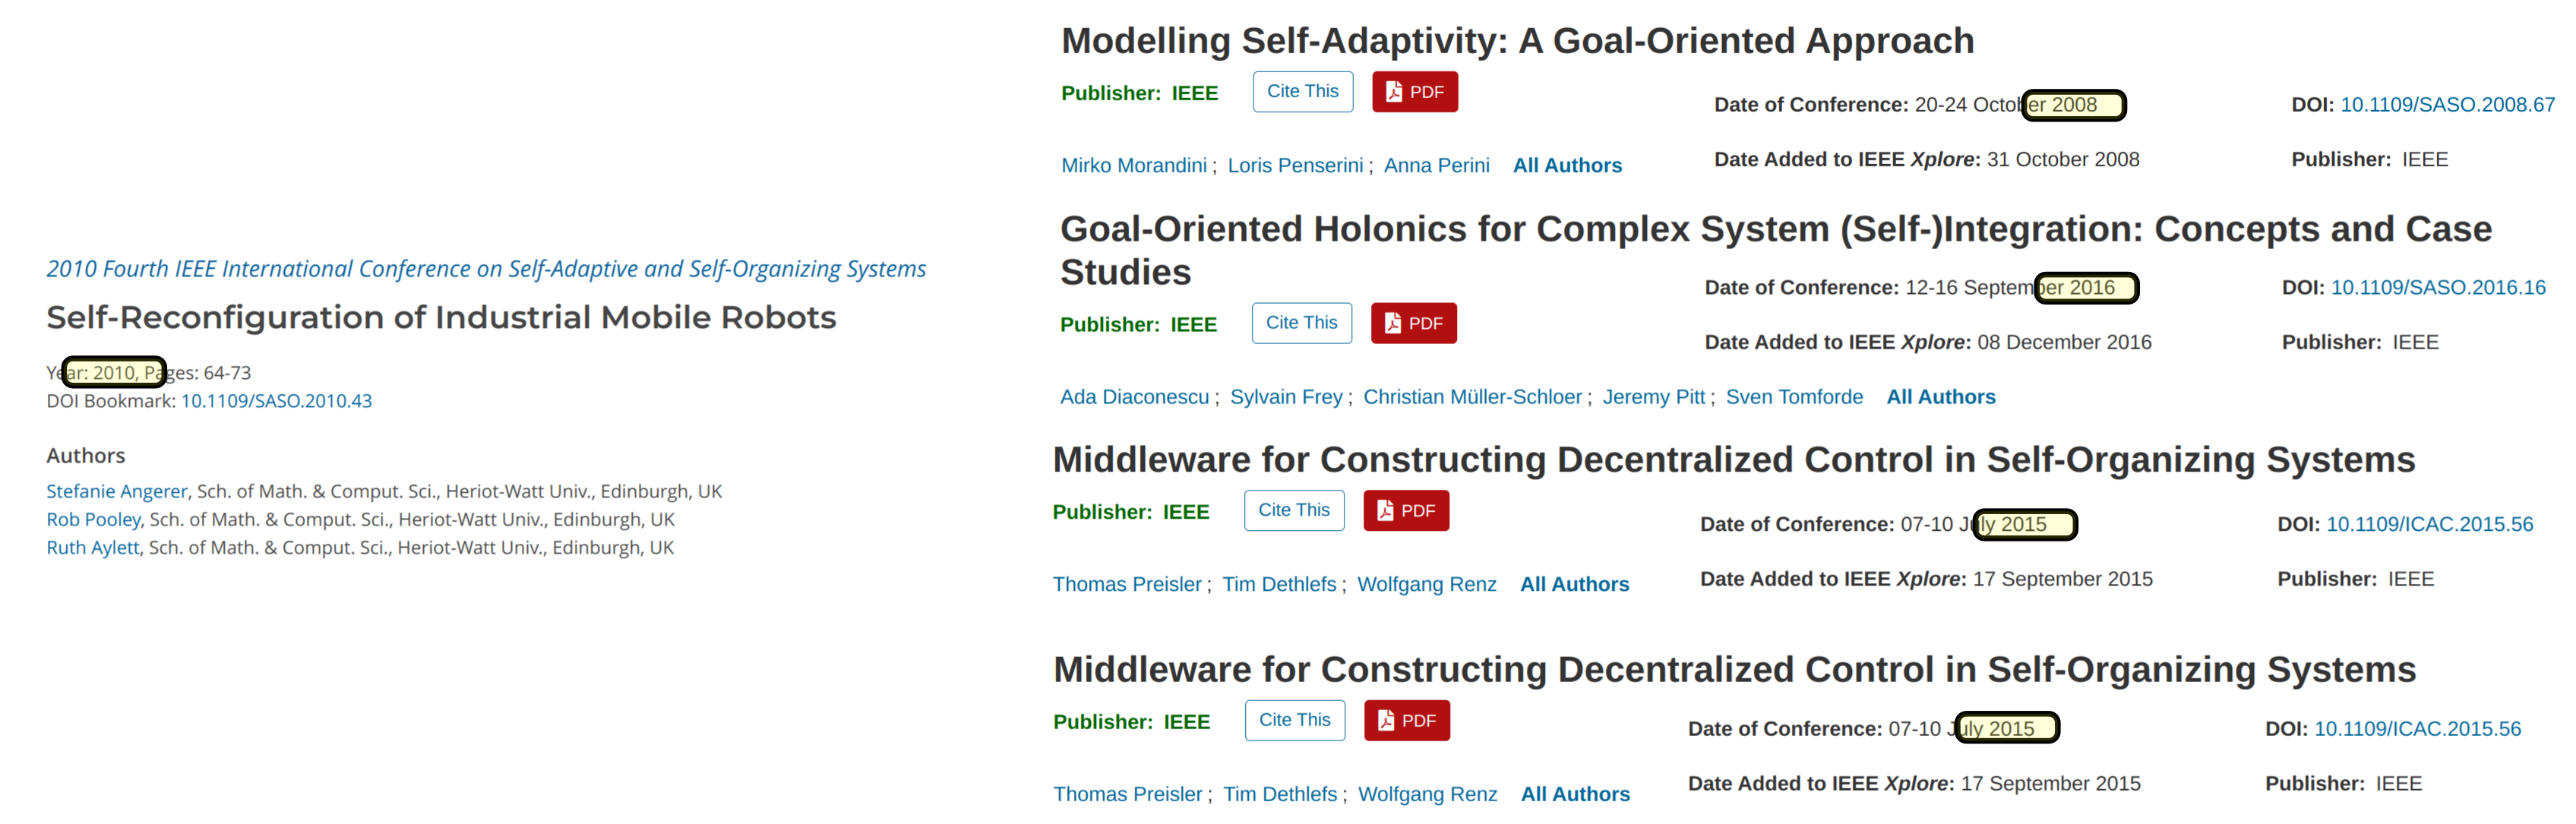 2010 Fourth IEEE International Conference on Self-Adaptive and Self-Organizing Systems
Self-Reconfiguration of Industrial Mobile Robots
Year: 2010, Pages: 64-73
DOI Bookmark: 10.1109/SASO.2010.43
Authors
Stefanie Angerer, Sch. of Math. & Comput. Sci., Heriot-Watt Univ., Edinburgh, UK
Rob Pooley, Sch. of Math. & Comput. Sci., Heriot-Watt Univ., Edinburgh, UK
Ruth Aylett, Sch. of Math. & Comput. Sci., Heriot-Watt Univ., Edinburgh, UK
Modelling Self-Adaptivity: A Goal-Oriented Approach
Publisher: IEEE Cite This PDF
Date of Conference: 20-24 October 2008 DOI: 10.1109/SASO.2008.67
Date Added to IEEE Xplore: 31 October 2008 Publisher: IEEE
Mirko Morandini ; Loris Penserini ; Anna Perini All Authors
Goal-Oriented Holonics for Complex System (Self-)Integration: Concepts and Case
Studies
Date of Conference: 12-16 September 2016 DOI: 10.1109/SASO.2016.16
Publisher: IEEE Cite This PDF
Date Added to IEEE Xplore: 08 December 2016 Publisher: IEEE
Ada Diaconescu ; Sylvain Frey ; Christian Müller-Schloer ; Jeremy Pitt ; Sven Tomforde All Authors
Middleware for Constructing Decentralized Control in Self-Organizing Systems
Publisher: IEEE Cite This PDF
Date of Conference: 07-10 July 2015 DOI: 10.1109/ICAC.2015.56
Date Added to IEEE Xplore: 17 September 2015 Publisher: IEEE
Thomas Preisler ; Tim Dethlefs ; Wolfgang Renz All Authors
Middleware for Constructing Decentralized Control in Self-Organizing Systems
Publisher: IEEE Cite This PDF
Date of Conference: 07-10 July 2015 DOI: 10.1109/ICAC.2015.56
Date Added to IEEE Xplore: 17 September 2015 Publisher: IEEE
Thomas Preisler ; Tim Dethlefs ; Wolfgang Renz All Authors